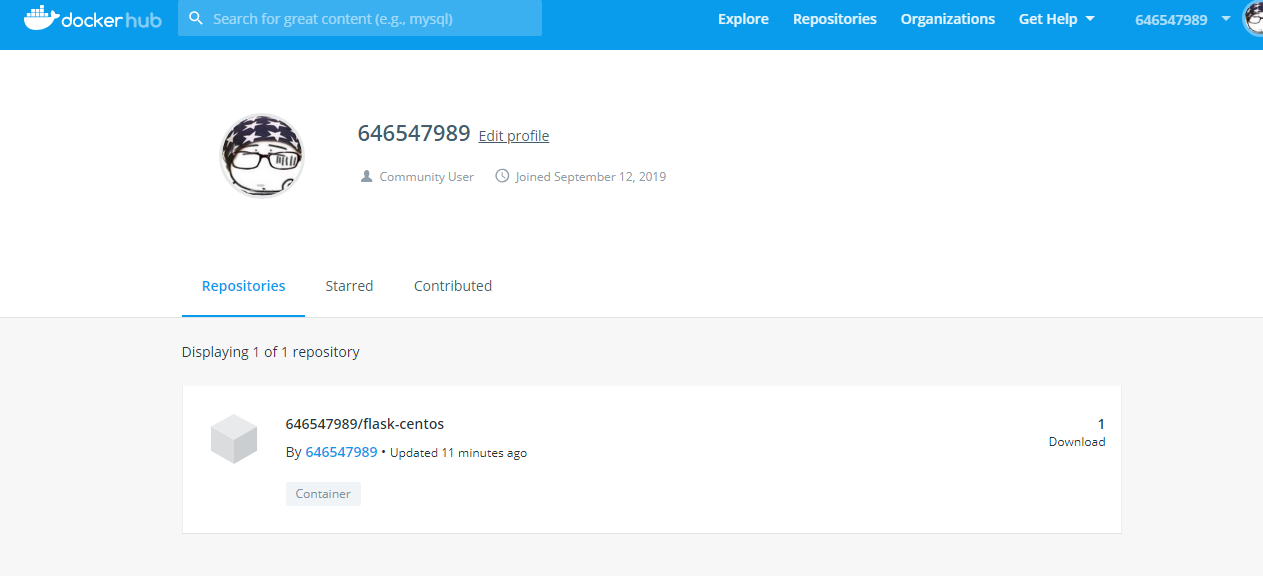 dockerhub Search for great content (e.g., mysql) Explore Repositories Organizations Get Help 646547989
646547989 Edit profile
Community User Joined September 12, 2019
Repositories Starred Contributed
Displaying 1 of 1 repository
646547989/flask-centos 1
Download
By 646547989 • Updated 11 minutes ago
Container